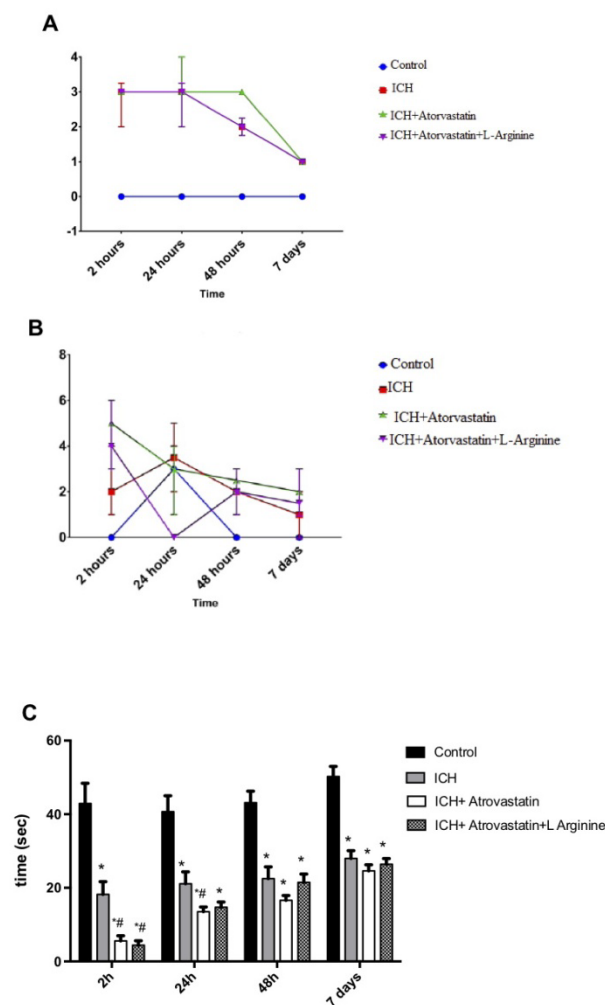 A
4
3
2
1
0
-1
2 hours
24 hours
48 hours
7 days
Time
Control
ICH
ICH+Atorvastatin
ICH+Atorvastatin+L-Arginine
B
8
6
4
2
0
2 hours
24 hours
48 hours
7 days
Time
Control
ICH
ICH+Atorvastatin
ICH+Atorvastatin+L-Arginine
C
time (sec)
60
40
20
0
*
*#
*#
*
*#
*
*
*
*
*
*
*
2h
24h
48h
7 days
Control
ICH
ICH+ Atrovastatin
ICH+ Atrovastatin+L Arginine